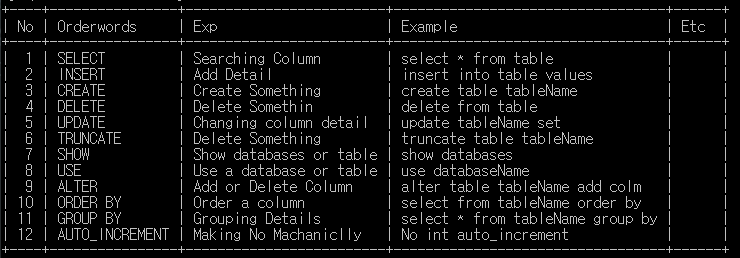 | No | Orderwords | Exp | Example | Etc |
| 1 | SELECT | Searching Column | select * from table | |
| 2 | INSERT | Add Detail | insert into table values | |
| 3 | CREATE | Create Something | create table tableName | |
| 4 | DELETE | Delete Somethin | delete from table | |
| 5 | UPDATE | Changing column detail | update tableName set | |
| 6 | TRUNCATE | Delete Something | truncate table tableName | |
| 7 | SHOW | Show databases or table | show databases | |
| 8 | USE | Use a database or table | use databaseName | |
| 9 | ALTER | Add or Delete Column | alter table tableName add colm | |
| 10 | ORDER BY | Order a column | select from tableName order by | |
| 11 | GROUP BY | Grouping Details | select * from tableName group by | |
| 12 | AUTO_INCREMENT | Making No Machaniclly | No int auto_increment | |